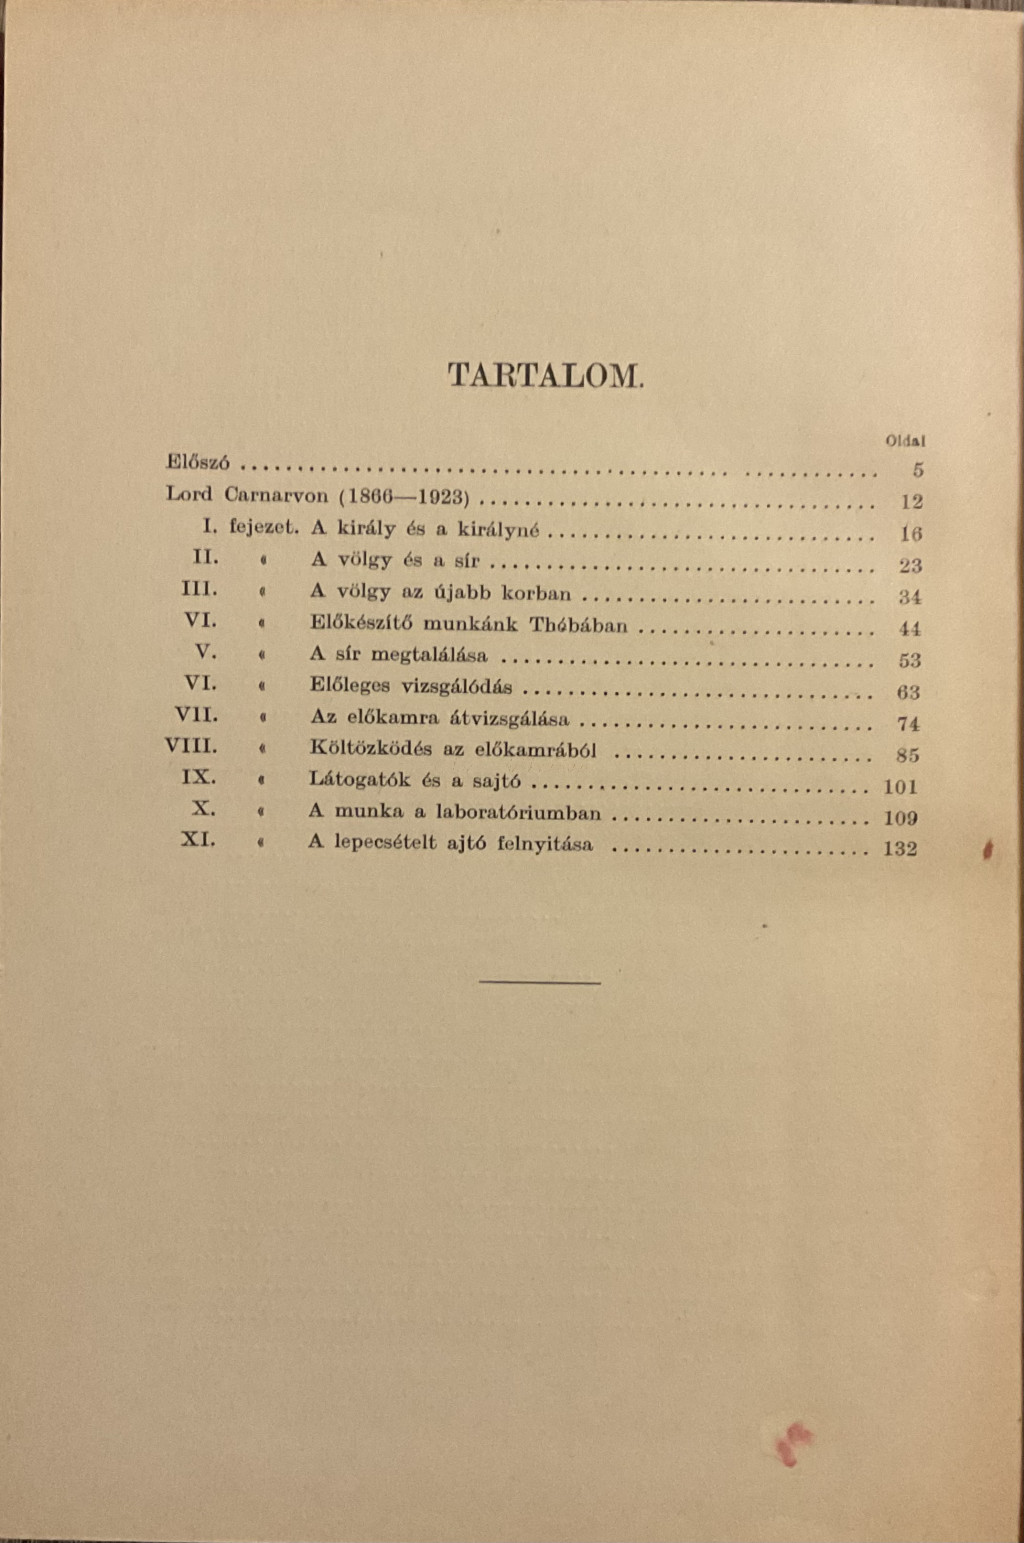 TARTALOM.
Oldal
Előszó ........................................................ 5
Lord Carnarvon (1866—1923) ................................... 12
I. fejezet. A király és a királyné ............................. 16
II. « A völgy és a sír ................................... 23
III. « A völgy az újabb korban .......................... 34
VI. « Előkészítő munkánk Thébában ..................... 44
V. « A sír megtalálása ................................. 53
VI. « Előleges vizsgálódás ............................... 63
VII. « Az előkamra átvizsgálása .......................... 74
VIII. « Költözködés az előkamrából ....................... 85
IX. « Látogatók és a sajtó .............................. 101
X. « A munka a laboratóriumban ....................... 109
XI. « A lepecsételt ajtó felnyitása ....................... 132